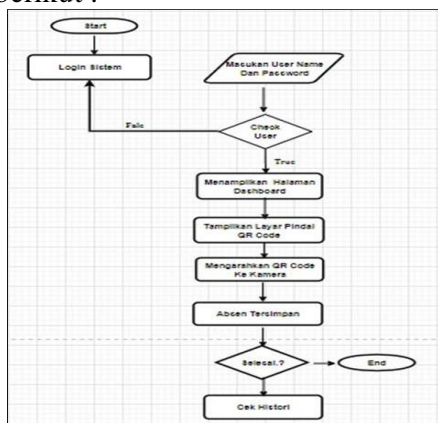 Start
Login Sistem
Masukan User Name
Dan Password
Check
User
Fals
True
Menampilkan Halaman
Dashboard
Tampilkan Layar Pindai
QR Code
Mengarahkan QR Code
Ke Kamera
Absen Tersimpan
Selesai.?
End
Cek Histori